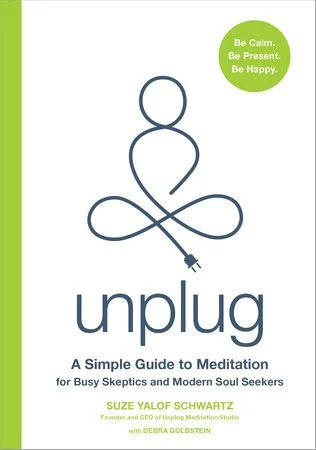 Be Calm.
Be Present.
Be Happy.
unplug
A Simple Guide to Meditation
for Busy Skeptics and Modern Soul Seekers
SUZE YALOF SCHWARTZ
Founder and CEO of Unplug Meditation Studio
with DEBRA GOLDSTEIN